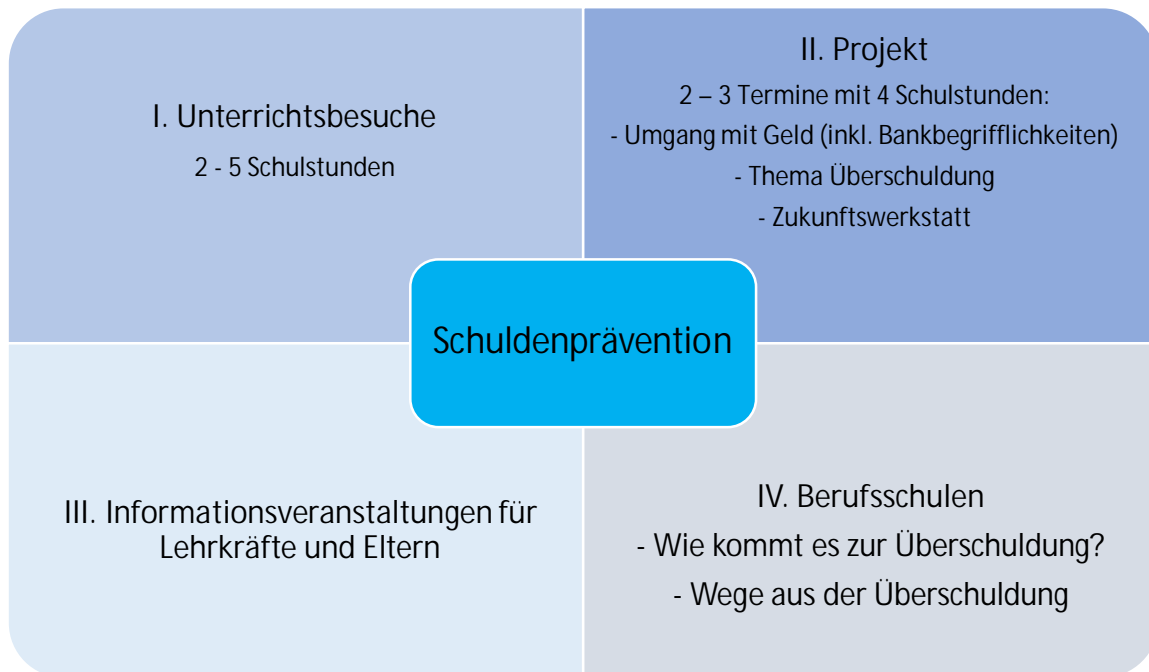 I. Unterrichtsbesuche
2 - 5 Schulstunden
II. Projekt
2 – 3 Termine mit 4 Schulstunden:
- Umgang mit Geld (inkl. Bankbegrifflichkeiten)
- Thema Überschuldung
- Zukunftswerkstatt
Schuldenprävention
III. Informationsveranstaltungen für
Lehrkräfte und Eltern
IV. Berufsschulen
- Wie kommt es zur Überschuldung?
- Wege aus der Überschuldung